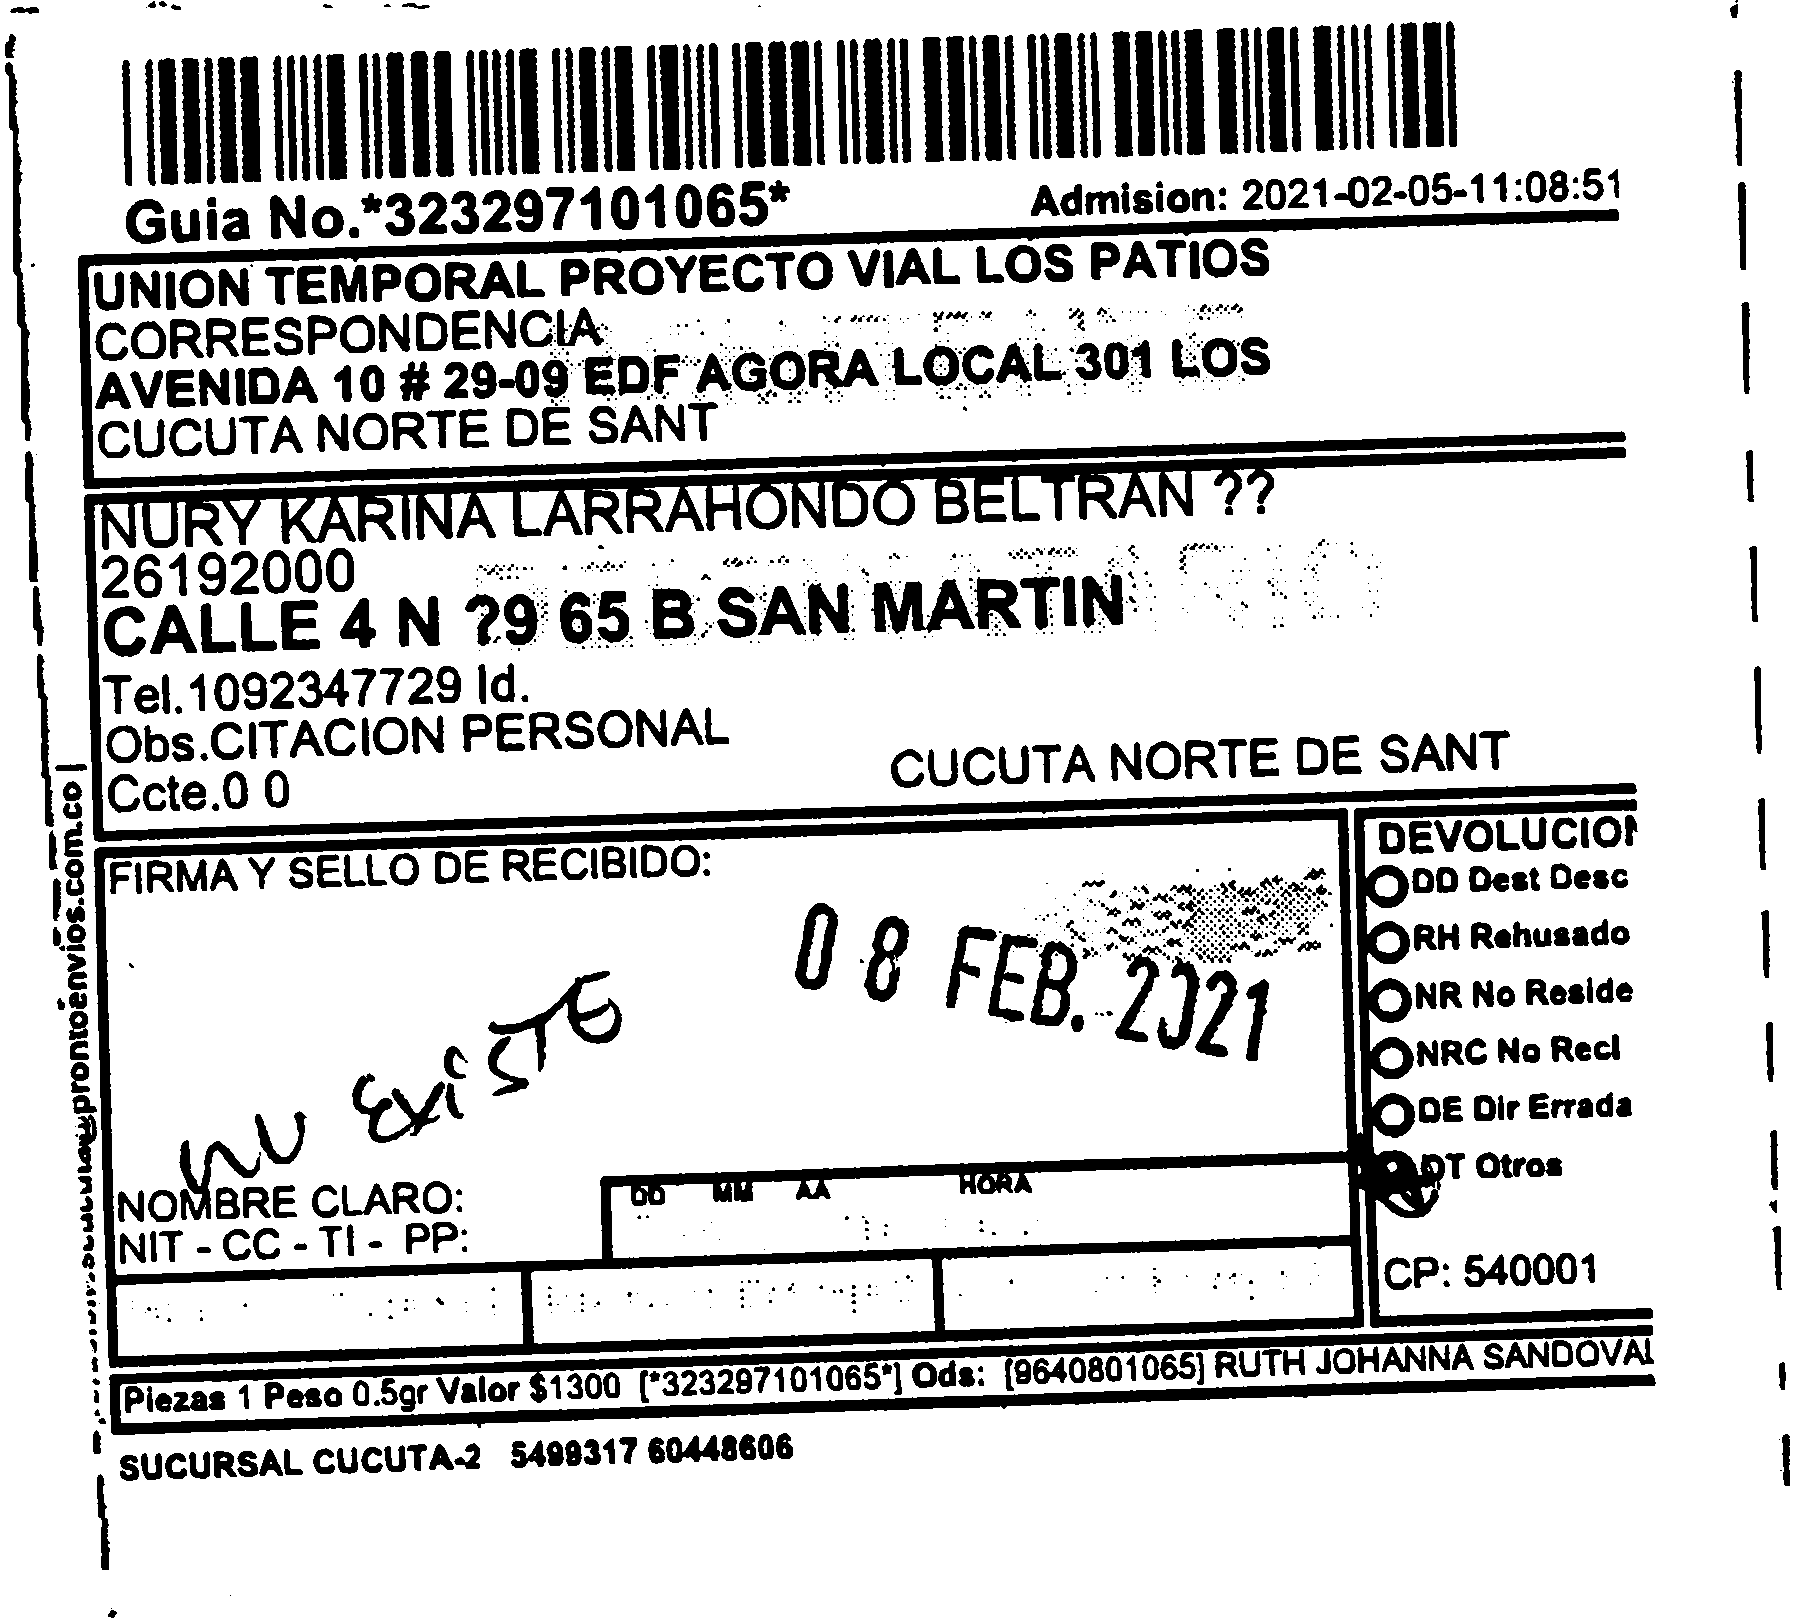 Guia No.*323297101065*
Admision: 2021-02-05-11:08:51
UNION TEMPORAL PROYECTO VIAL LOS PATIOS
CORRESPONDENCIA
AVENIDA 10 # 29-09 EDF AGORA LOCAL 301 LOS
CUCUTA NORTE DE SANT
NURY KARINA LARRAHONDO BELTRAN ??
26192000
DESTINATARIO
CALLE 4 N ?9 65 B SAN MARTIN
Tel.1092347729 Id.
Obs.CITACION PERSONAL
Ccte.0 0
CUCUTA NORTE DE SANT
FIRMA Y SELLO DE RECIBIDO:
08 FEB. 2021
NO EXiSTE
NOMBRE CLARO:
NIT - CC - TI - PP:
DD MM AA HORA
DEVOLUCION
DD Dest Desc
RH Rehusado
NR No Reside
NRC No Recl
DE Dir Errada
OT Otros
CP: 540001
Piezas 1 Peso 0.5gr Valor $1300 [*323297101065*] Ods: [9640801065] RUTH JOHANNA SANDOVAL
SUCURSAL CUCUTA-2 5499317 60448606
prontoenvios.com.co |